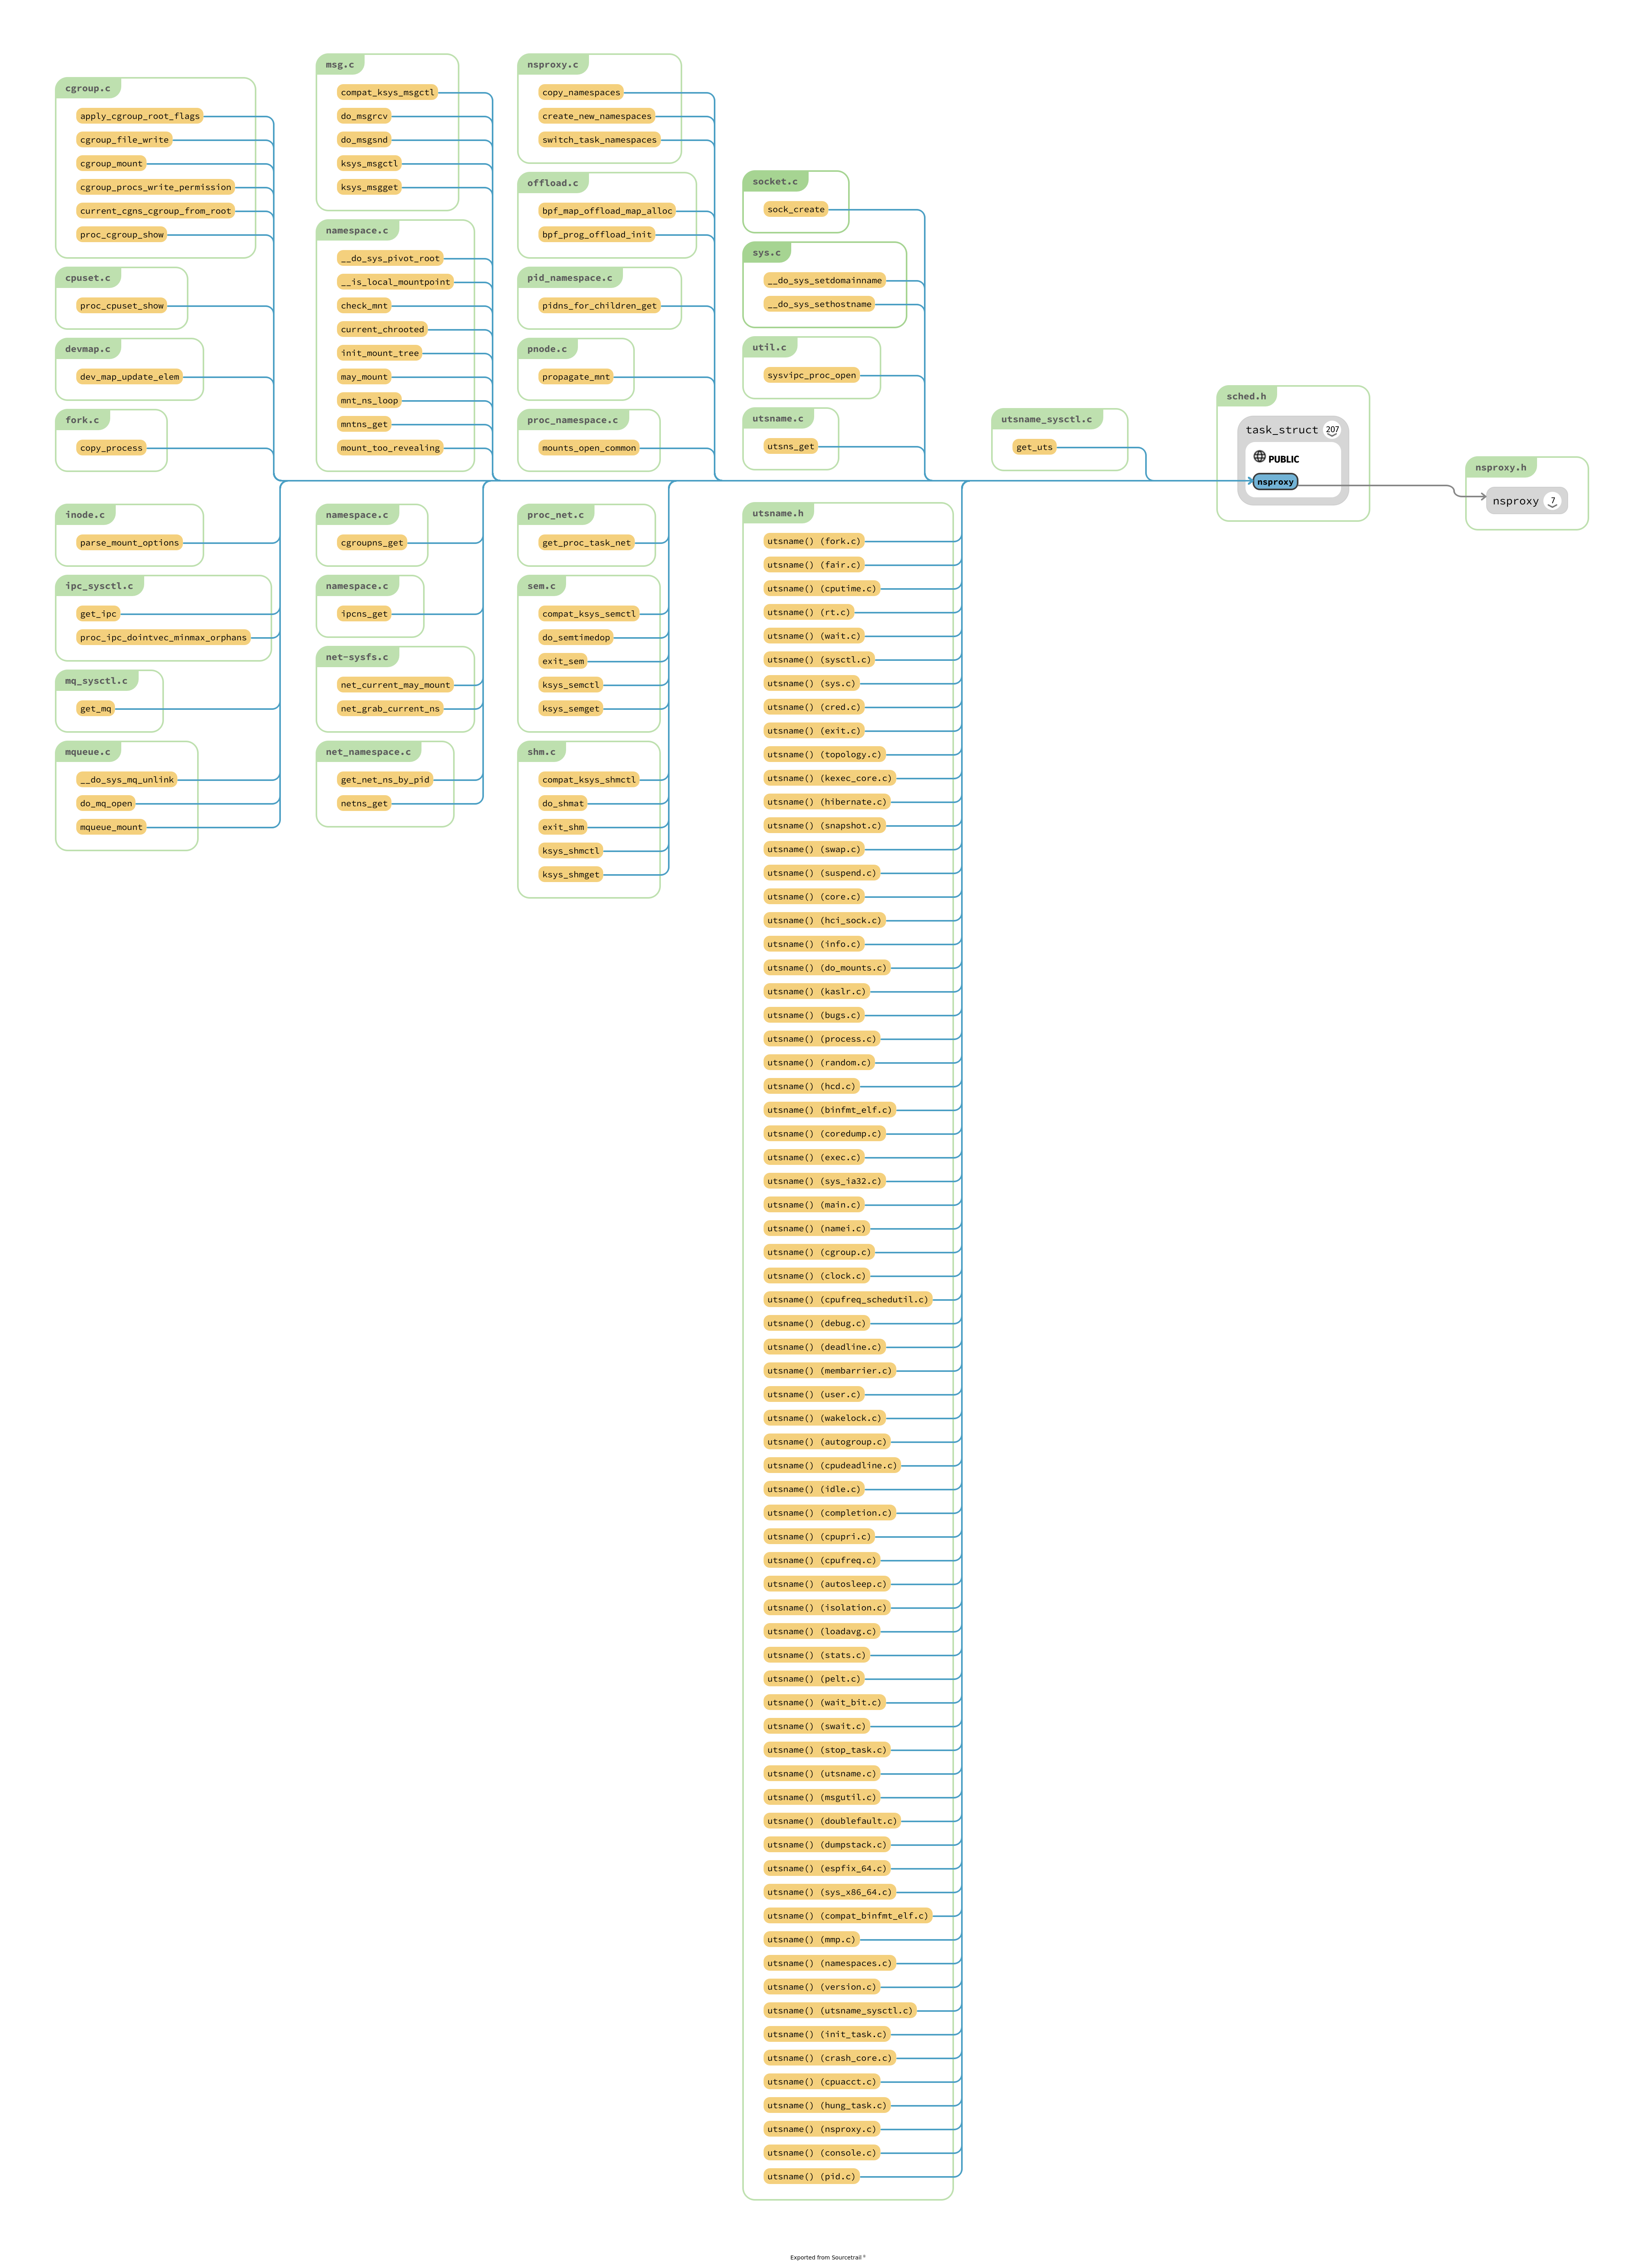 cgroup.c
apply_cgroup_root_flags
cgroup_file_write
cgroup_mount
cgroup_procs_write_permission
current_cgns_cgroup_from_root
proc_cgroup_show
cpuset.c
proc_cpuset_show
devmap.c
dev_map_update_elem
fork.c
copy_process
msg.c
compat_ksys_msgctl
do_msgrcv
do_msgsnd
ksys_msgctl
ksys_msgget
namespace.c
__do_sys_pivot_root
__is_local_mountpoint
check_mnt
current_chrooted
init_mount_tree
may_mount
mnt_ns_loop
mntns_get
mount_too_revealing
nsproxy.c
copy_namespaces
create_new_namespaces
switch_task_namespaces
offload.c
bpf_map_offload_map_alloc
bpf_prog_offload_init
pid_namespace.c
pidns_for_children_get
pnode.c
propagate_mnt
proc_namespace.c
mounts_open_common
socket.c
sock_create
sys.c
__do_sys_setdomainname
__do_sys_sethostname
util.c
sysvipc_proc_open
utsname.c
utsns_get
utsname_sysctl.c
get_uts
sched.h
task_struct 207
PUBLIC
nsproxy
nsproxy.h
nsproxy 7
inode.c
parse_mount_options
ipc_sysctl.c
get_ipc
proc_ipc_dointvec_minmax_orphans
mq_sysctl.c
get_mq
mqueue.c
__do_sys_mq_unlink
do_mq_open
mqueue_mount
namespace.c
cgroupns_get
namespace.c
ipcns_get
net-sysfs.c
net_current_may_mount
net_grab_current_ns
net_namespace.c
get_net_ns_by_pid
netns_get
proc_net.c
get_proc_task_net
sem.c
compat_ksys_semctl
do_semtimedop
exit_sem
ksys_semctl
ksys_semget
shm.c
compat_ksys_shmctl
do_shmat
exit_shm
ksys_shmctl
ksys_shmget
utsname.h
utsname() (fork.c)
utsname() (fair.c)
utsname() (cputime.c)
utsname() (rt.c)
utsname() (wait.c)
utsname() (sysctl.c)
utsname() (sys.c)
utsname() (cred.c)
utsname() (exit.c)
utsname() (topology.c)
utsname() (kexec_core.c)
utsname() (hibernate.c)
utsname() (snapshot.c)
utsname() (swap.c)
utsname() (suspend.c)
utsname() (core.c)
utsname() (hci_sock.c)
utsname() (info.c)
utsname() (do_mounts.c)
utsname() (kaslr.c)
utsname() (bugs.c)
utsname() (process.c)
utsname() (random.c)
utsname() (hcd.c)
utsname() (binfmt_elf.c)
utsname() (coredump.c)
utsname() (exec.c)
utsname() (sys_ia32.c)
utsname() (main.c)
utsname() (namei.c)
utsname() (cgroup.c)
utsname() (clock.c)
utsname() (cpufreq_schedutil.c)
utsname() (debug.c)
utsname() (deadline.c)
utsname() (membarrier.c)
utsname() (user.c)
utsname() (wakelock.c)
utsname() (autogroup.c)
utsname() (cpudeadline.c)
utsname() (idle.c)
utsname() (completion.c)
utsname() (cpupri.c)
utsname() (cpufreq.c)
utsname() (autosleep.c)
utsname() (isolation.c)
utsname() (loadavg.c)
utsname() (stats.c)
utsname() (pelt.c)
utsname() (wait_bit.c)
utsname() (swait.c)
utsname() (stop_task.c)
utsname() (utsname.c)
utsname() (msgutil.c)
utsname() (doublefault.c)
utsname() (dumpstack.c)
utsname() (espfix_64.c)
utsname() (sys_x86_64.c)
utsname() (compat_binfmt_elf.c)
utsname() (mmp.c)
utsname() (namespaces.c)
utsname() (version.c)
utsname() (utsname_sysctl.c)
utsname() (init_task.c)
utsname() (crash_core.c)
utsname() (cpuacct.c)
utsname() (hung_task.c)
utsname() (nsproxy.c)
utsname() (console.c)
utsname() (pid.c)
Exported from Sourcetrail ®